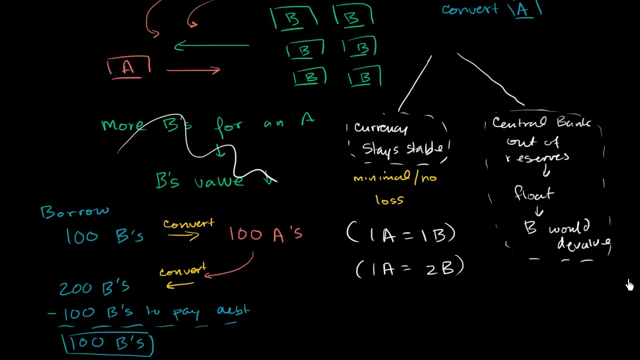 convert A
B B
A
B B
B B
More B's for an A
B's value ↓
Borrow
100 B's convert 100 A's
convert
200 B's
- 100 B's to pay debt
100 B's
currency
stays stable
minimal/no
loss
(1A = 1B)
(1A = 2B)
Central Bank
out of
reserves
float
B would
devalue